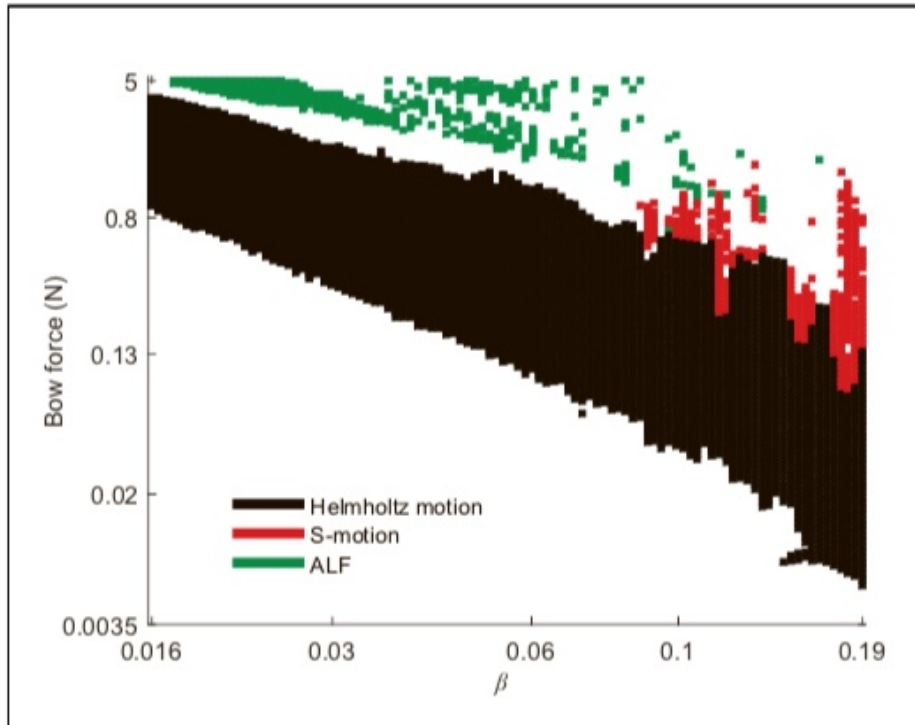 5
0.8
0.13
0.02
0.0035
Bow force (N)
Helmholtz motion
S-motion
ALF
0.016
0.03
0.06
0.1
0.19
β